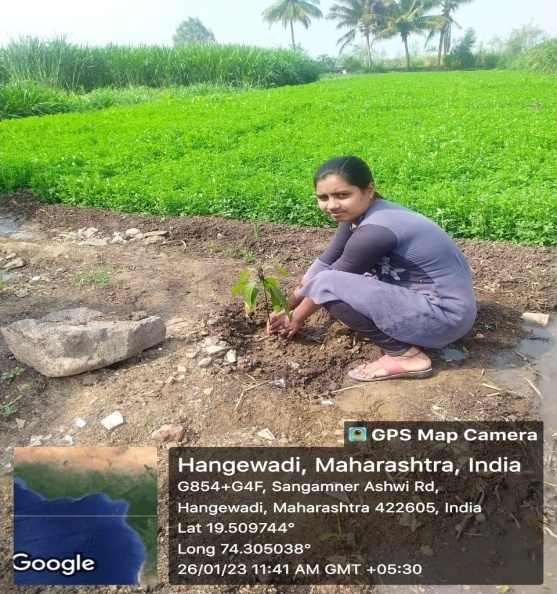 GPS Map Camera
Hangewadi, Maharashtra, India
G854+G4F, Sangamner Ashwi Rd,
Hangewadi, Maharashtra 422605, India
Lat 19.509744°
Long 74.305038°
26/01/23 11:41 AM GMT +05:30
Google